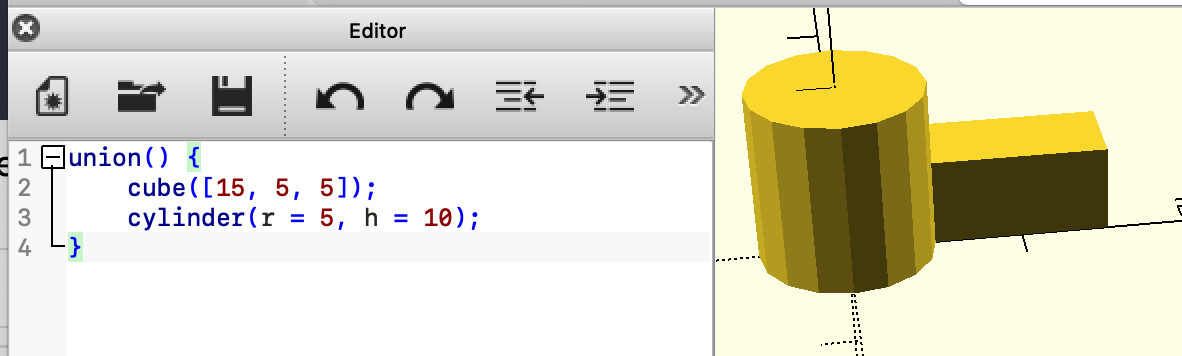 Editor
1 union() {
2     cube([15, 5, 5]);
3     cylinder(r = 5, h = 10);
4 }